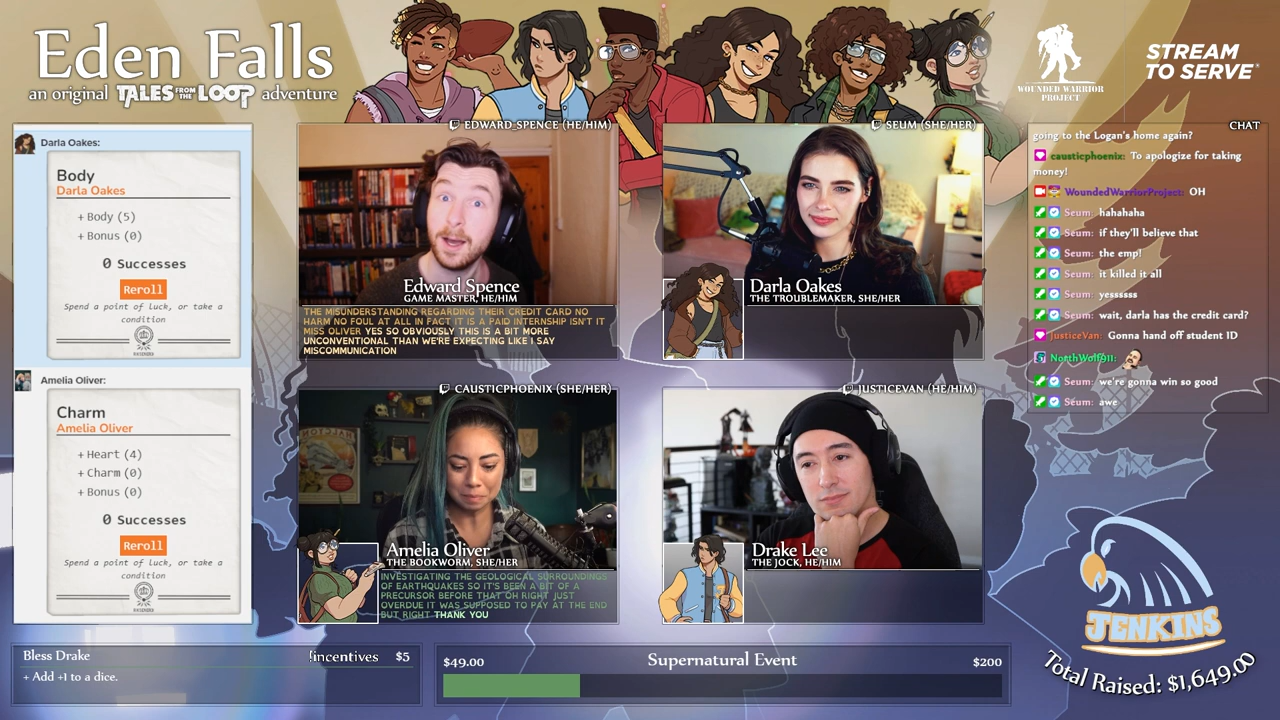 Eden Falls
an original TALES FROM THE LOOP adventure
WOUNDED WARRIOR
PROJECT
STREAM
TO SERVE
Darla Oakes:
Body
Darla Oakes
+ Body (5)
+ Bonus (0)
0 Successes
Reroll
Spend a point of luck, or take a
condition
Amelia Oliver:
Charm
Amelia Oliver
+ Heart (4)
+ Charm (0)
+ Bonus (0)
0 Successes
Reroll
Spend a point of luck, or take a
condition
EDWARD_SPENCE (HE/HIM)
Edward Spence
GAME MASTER, HE/HIM
THE MISUNDERSTANDING REGARDING THEIR CREDIT CARD NO
HARM NO FOUL AT ALL IN FACT IT IS A PAID INTERNSHIP ISN'T IT
MISS OLIVER YES SO OBVIOUSLY THIS IS A BIT MORE
UNCONVENTIONAL THAN WE'RE EXPECTING LIKE I SAY
MISCOMMUNICATION
SEUM (SHE/HER)
Darla Oakes
THE TROUBLEMAKER, SHE/HER
CAUSTICPHOENIX (SHE/HER)
Amelia Oliver
THE BOOKWORM, SHE/HER
INVESTIGATING THE GEOLOGICAL SURROUNDINGS
OF EARTHQUAKES SO IT'S BEEN A BIT OF A
PRECURSOR BEFORE THAT OH RIGHT JUST
OVERDUE IT WAS SUPPOSED TO PAY AT THE END
BUT RIGHT THANK YOU
JUSTICEVAN (HE/HIM)
Drake Lee
THE JOCK, HE/HIM
CHAT
going to the Logan's home again?
causticphoenix: To apologize for taking
money!
WoundedWarriorProject: OH
Seum: hahahaha
Seum: if they'll believe that
Seum: the emp!
Seum: it killed it all
Seum: yessssss
Seum: wait, darla has the credit card?
JusticeVan: Gonna hand off student ID
NorthWolf911:
Seum: we're gonna win so good
Seum: awe
JENKINS
Total Raised: $1,649.00
Bless Drake
!incentives $5
+ Add +1 to a dice.
$49.00 Supernatural Event $200